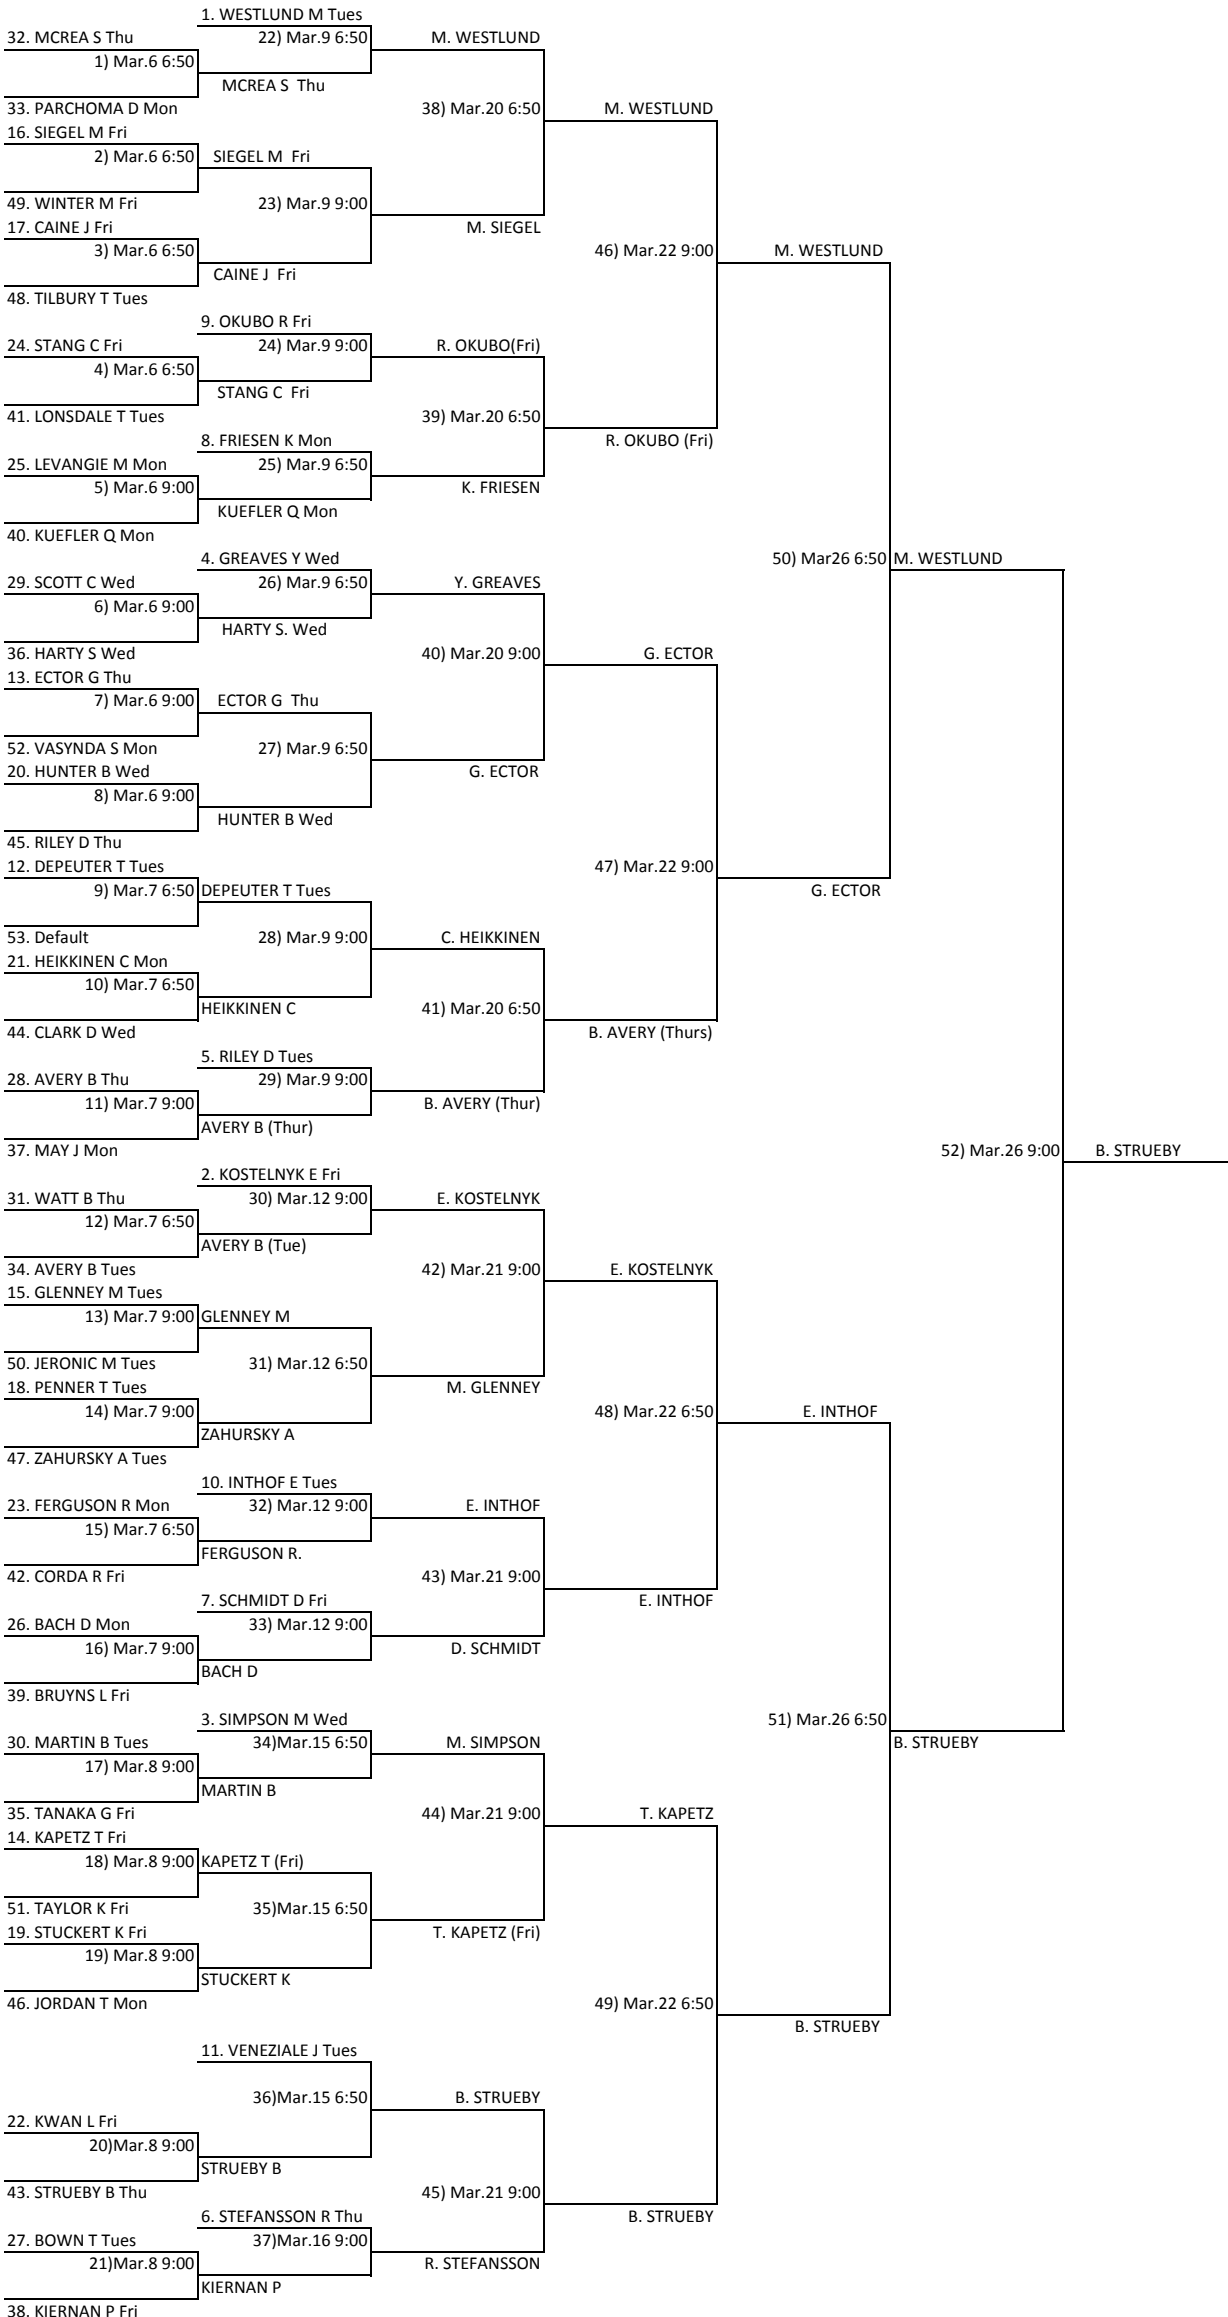 1. WESTLUND M Tues
32. MCREA S Thu 22) Mar.9 6:50 M. WESTLUND
1) Mar.6 6:50
MCREA S  Thu
33. PARCHOMA D Mon 38) Mar.20 6:50 M. WESTLUND
16. SIEGEL M Fri
2) Mar.6 6:50 SIEGEL M  Fri
49. WINTER M Fri 23) Mar.9 9:00
17. CAINE J Fri M. SIEGEL
3) Mar.6 6:50 46) Mar.22 9:00 M. WESTLUND
CAINE J  Fri
48. TILBURY T Tues
9. OKUBO R Fri
24. STANG C Fri 24) Mar.9 9:00 R. OKUBO(Fri)
4) Mar.6 6:50
STANG C  Fri
41. LONSDALE T Tues 39) Mar.20 6:50
8. FRIESEN K Mon R. OKUBO (Fri)
25. LEVANGIE M Mon 25) Mar.9 6:50
5) Mar.6 9:00 K. FRIESEN
KUEFLER Q Mon
40. KUEFLER Q Mon
4. GREAVES Y Wed 50) Mar26 6:50 M. WESTLUND
29. SCOTT C Wed 26) Mar.9 6:50 Y. GREAVES
6) Mar.6 9:00
HARTY S. Wed
36. HARTY S Wed 40) Mar.20 9:00 G. ECTOR
13. ECTOR G Thu
7) Mar.6 9:00 ECTOR G  Thu
52. VASYNDA S Mon 27) Mar.9 6:50
20. HUNTER B Wed G. ECTOR
8) Mar.6 9:00
HUNTER B Wed
45. RILEY D Thu
12. DEPEUTER T Tues 47) Mar.22 9:00
9) Mar.7 6:50 DEPEUTER T Tues G. ECTOR
53. Default 28) Mar.9 9:00 C. HEIKKINEN
21. HEIKKINEN C Mon
10) Mar.7 6:50
HEIKKINEN C 41) Mar.20 6:50
44. CLARK D Wed B. AVERY (Thurs)
5. RILEY D Tues
28. AVERY B Thu 29) Mar.9 9:00
11) Mar.7 9:00 B. AVERY (Thur)
AVERY B (Thur)
37. MAY J Mon 52) Mar.26 9:00 B. STRUEBY
2. KOSTELNYK E Fri
31. WATT B Thu 30) Mar.12 9:00 E. KOSTELNYK
12) Mar.7 6:50
AVERY B (Tue)
34. AVERY B Tues 42) Mar.21 9:00 E. KOSTELNYK
15. GLENNEY M Tues
13) Mar.7 9:00 GLENNEY M
50. JERONIC M Tues 31) Mar.12 6:50
18. PENNER T Tues M. GLENNEY
14) Mar.7 9:00 48) Mar.22 6:50 E. INTHOF
ZAHURSKY A
47. ZAHURSKY A Tues
10. INTHOF E Tues
23. FERGUSON R Mon 32) Mar.12 9:00 E. INTHOF
15) Mar.7 6:50
FERGUSON R.
42. CORDA R Fri 43) Mar.21 9:00
7. SCHMIDT D Fri E. INTHOF
26. BACH D Mon 33) Mar.12 9:00
16) Mar.7 9:00 D. SCHMIDT
BACH D
39. BRUYNS L Fri
3. SIMPSON M Wed 51) Mar.26 6:50
30. MARTIN B Tues 34)Mar.15 6:50 M. SIMPSON B. STRUEBY
17) Mar.8 9:00
MARTIN B
35. TANAKA G Fri 44) Mar.21 9:00 T. KAPETZ
14. KAPETZ T Fri
18) Mar.8 9:00 KAPETZ T (Fri)
51. TAYLOR K Fri 35)Mar.15 6:50
19. STUCKERT K Fri T. KAPETZ (Fri)
19) Mar.8 9:00
STUCKERT K
46. JORDAN T Mon 49) Mar.22 6:50
B. STRUEBY
11. VENEZIALE J Tues
36)Mar.15 6:50 B. STRUEBY
22. KWAN L Fri
20)Mar.8 9:00
STRUEBY B
43. STRUEBY B Thu 45) Mar.21 9:00
6. STEFANSSON R Thu B. STRUEBY
27. BOWN T Tues 37)Mar.16 9:00
21)Mar.8 9:00 R. STEFANSSON
KIERNAN P
38. KIERNAN P Fri